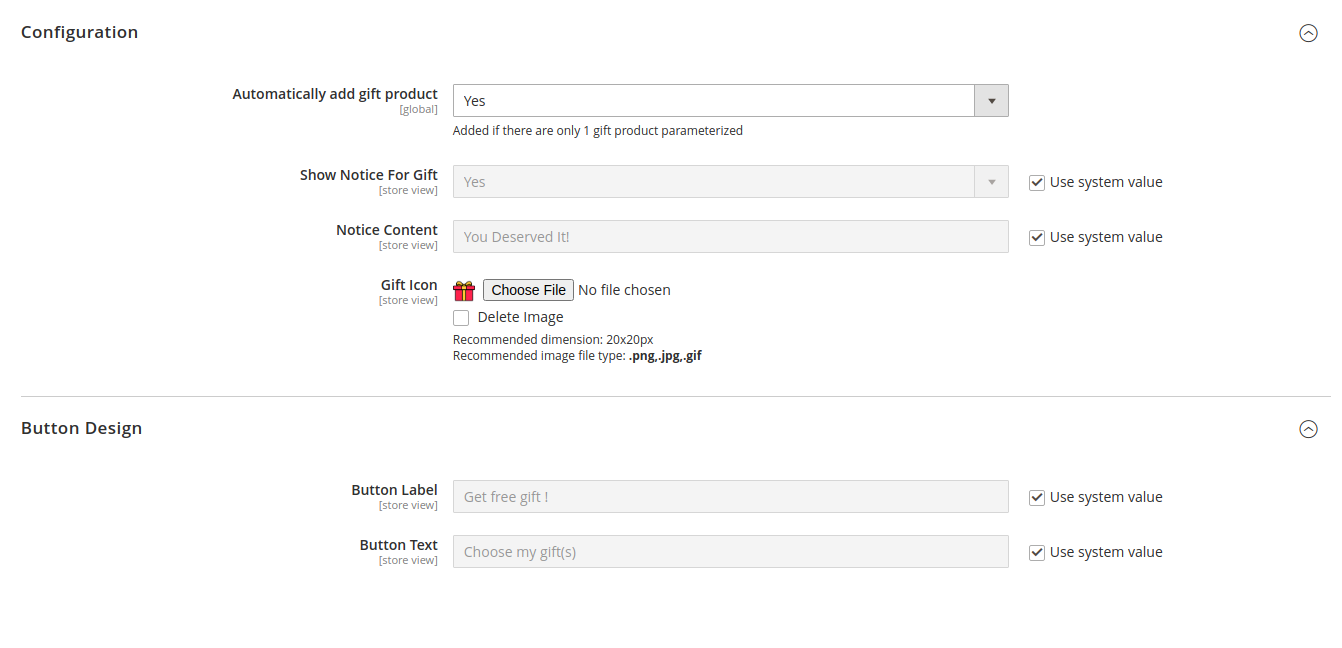 Configuration
Automatically add gift product
[global]
Yes
Added if there are only 1 gift product parameterized
Show Notice For Gift
[store view]
Yes
Use system value
Notice Content
[store view]
You Deserved It!
Use system value
Gift Icon
[store view]
Choose File No file chosen
Delete Image
Recommended dimension: 20x20px
Recommended image file type: .png,.jpg,.gif
Button Design
Button Label
[store view]
Get free gift !
Use system value
Button Text
[store view]
Choose my gift(s)
Use system value